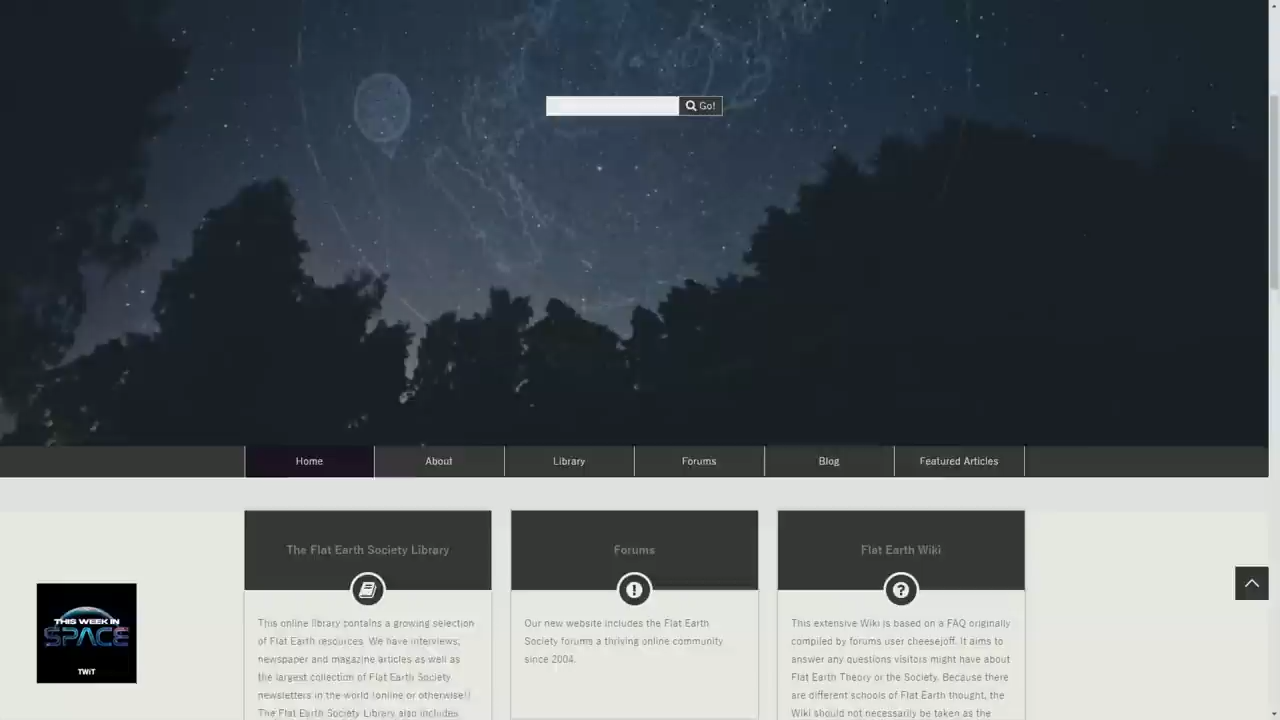 Go!
Home
About
Library
Forums
Blog
Featured Articles
The Flat Earth Society Library
This online library contains a growing selection
of Flat Earth resources. We have interviews,
newspaper and magazine articles as well as
the largest collection of Flat Earth Society
newsletters in the world (online or otherwise!)
The Flat Earth Society Library also includes
Forums
Our new website includes the Flat Earth
Society forums a thriving online community
since 2004.
Flat Earth Wiki
This extensive Wiki is based on a FAQ originally
compiled by forums user cheesejoff. It aims to
answer any questions visitors might have about
Flat Earth Theory or the Society. Because there
are different schools of Flat Earth thought, the
Wiki should not necessarily be taken as the
THIS WEEK IN
SPACE
TWiT